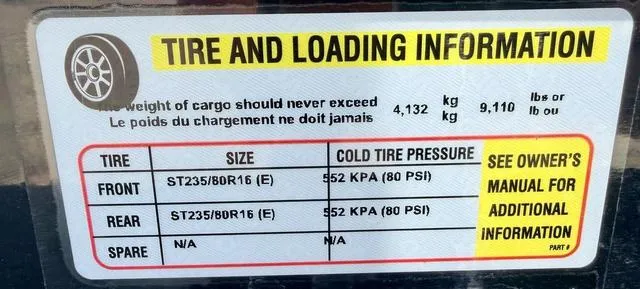 TIRE AND LOADING INFORMATION
The weight of cargo should never exceed 4,132 kg 9,110 lbs or
Le poids du chargement ne doit jamais kg lb ou
TIRE SIZE COLD TIRE PRESSURE SEE OWNER'S MANUAL FOR ADDITIONAL INFORMATION
FRONT ST235/80R16 (E) 552 KPA (80 PSI)
REAR ST235/80R16 (E) 552 KPA (80 PSI)
SPARE N/A N/A
PART #